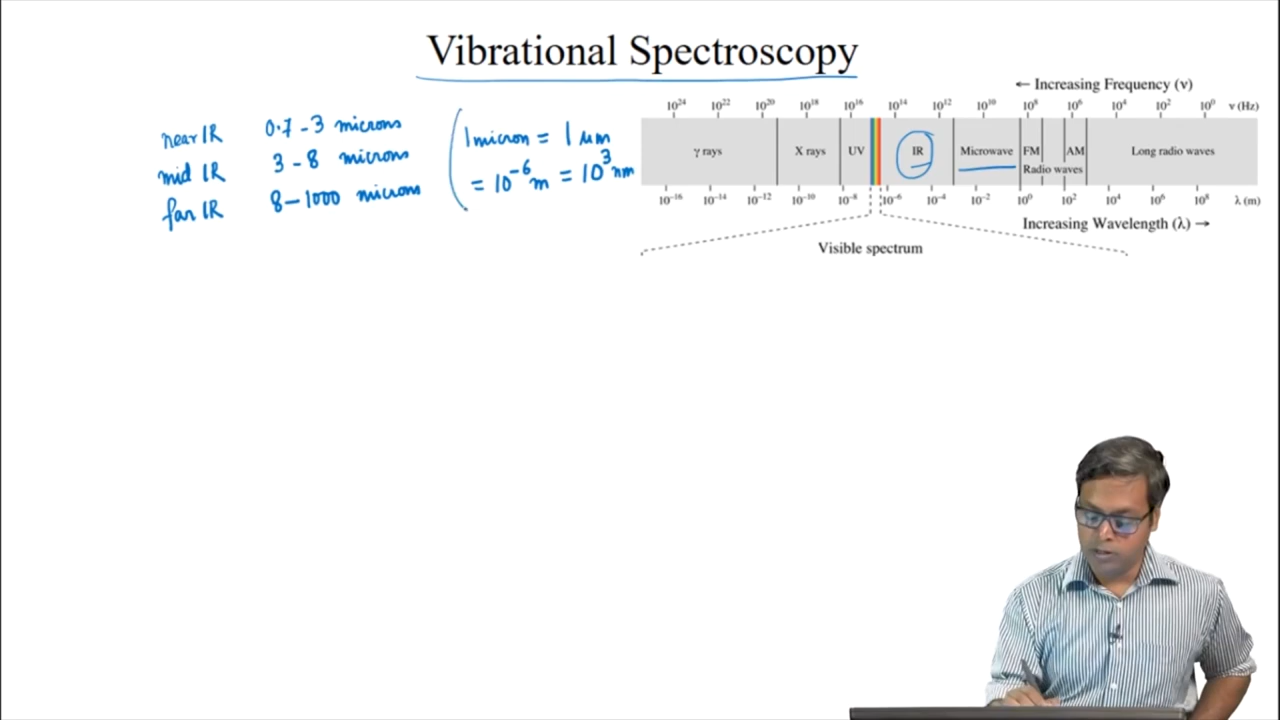 Vibrational Spectroscopy
near IR 0.7 - 3 microns
mid IR 3 - 8 microns
far IR 8 - 1000 microns
1 micron = 1 μm
= 10⁻⁶ m = 10³ nm
← Increasing Frequency (ν)
10²⁴ 10²² 10²⁰ 10¹⁸ 10¹⁶ 10¹⁴ 10¹² 10¹⁰ 10⁸ 10⁶ 10⁴ 10² 10⁰ ν (Hz)
γ rays X rays UV IR Microwave FM AM Long radio waves
Radio waves
10⁻¹⁶ 10⁻¹⁴ 10⁻¹² 10⁻¹⁰ 10⁻⁸ 10⁻⁶ 10⁻⁴ 10⁻² 10⁰ 10² 10⁴ 10⁶ 10⁸ λ (m)
Increasing Wavelength (λ) →
Visible spectrum